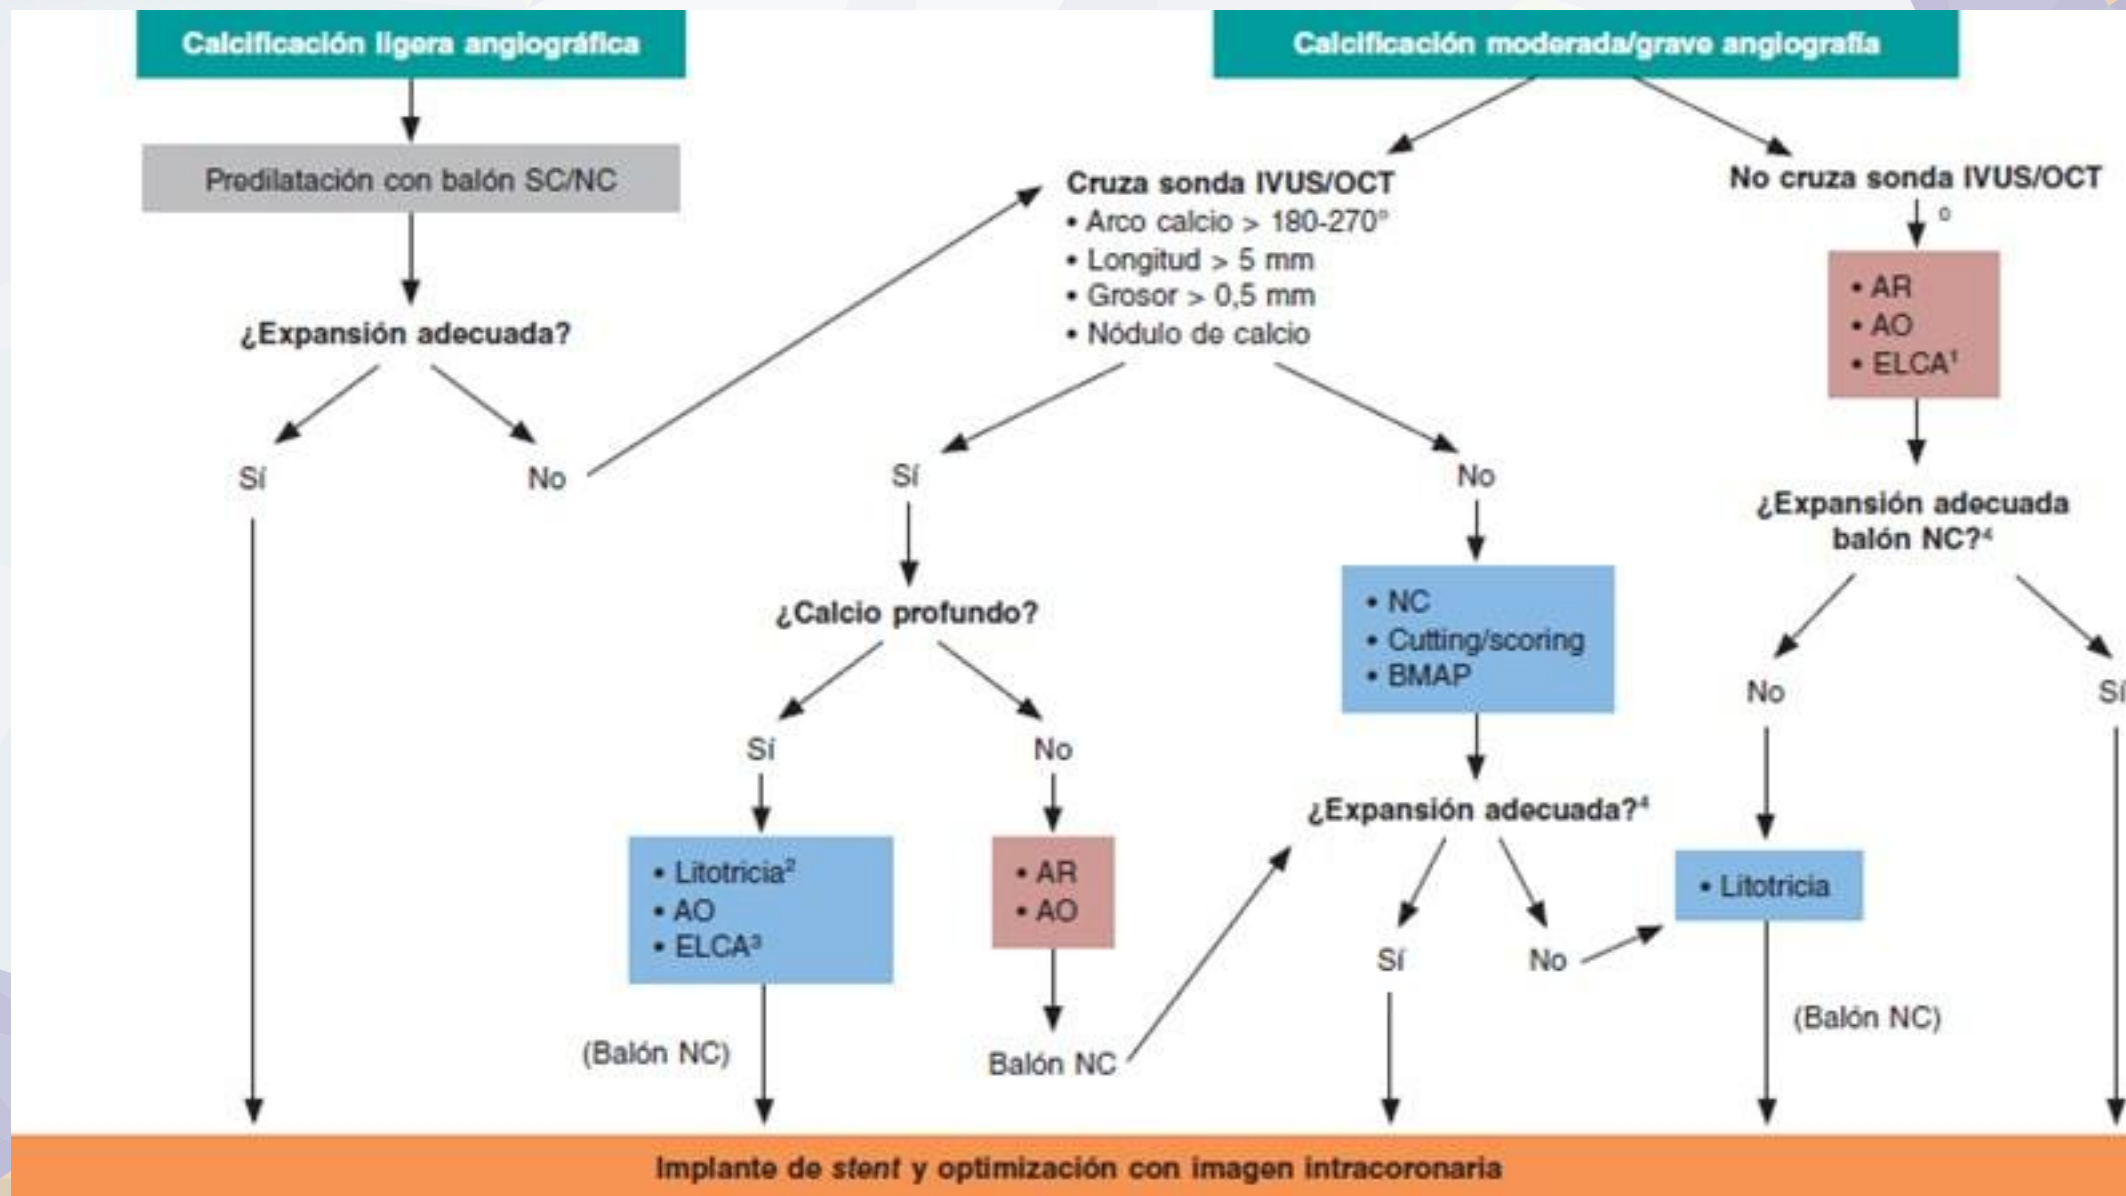 Calcificación ligera angiográfica
Predilatación con balón SC/NC
¿Expansión adecuada?
Sí
No
Calcificación moderada/grave angiografía
Cruza sonda IVUS/OCT
• Arco calcio > 180-270°
• Longitud > 5 mm
• Grosor > 0,5 mm
• Nódulo de calcio
Sí
No
¿Calcio profundo?
Sí
No
• Litotricia²
• AO
• ELCA³
(Balón NC)
• AR
• AO
Balón NC
• NC
• Cutting/scoring
• BMAP
¿Expansión adecuada?⁴
Sí
No
No cruza sonda IVUS/OCT
o
• AR
• AO
• ELCA¹
¿Expansión adecuada
balón NC?⁴
No
Sí
• Litotricia
(Balón NC)
Implante de stent y optimización con imagen intracoronaria